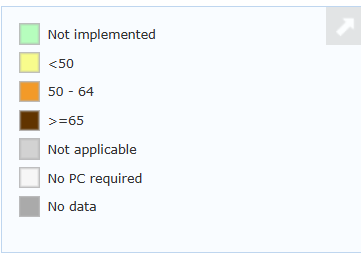 Not implemented
<50
50 - 64
>=65
Not applicable
No PC required
No data